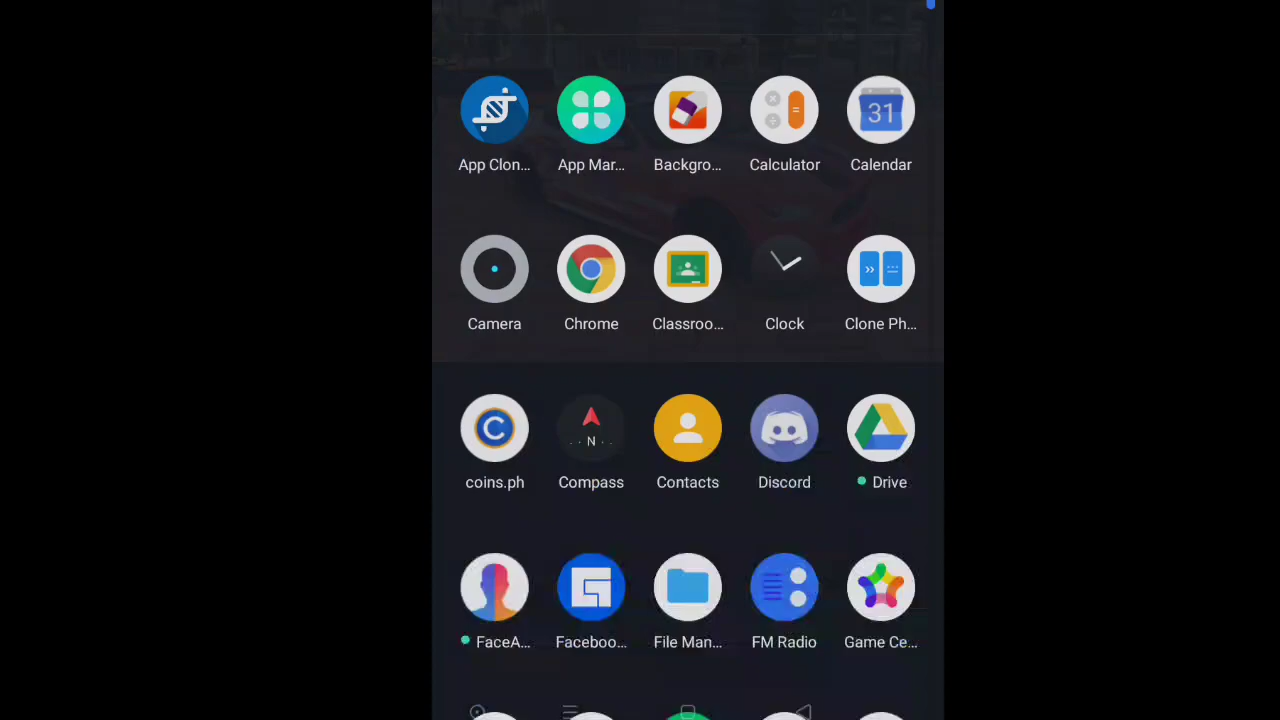 App Clon...
App Mar...
Backgro...
Calculator
31
Calendar
Camera
Chrome
Classroo...
Clock
Clone Ph...
coins.ph
N
Compass
Contacts
Discord
Drive
FaceA...
Faceboo...
File Man...
FM Radio
Game Ce...